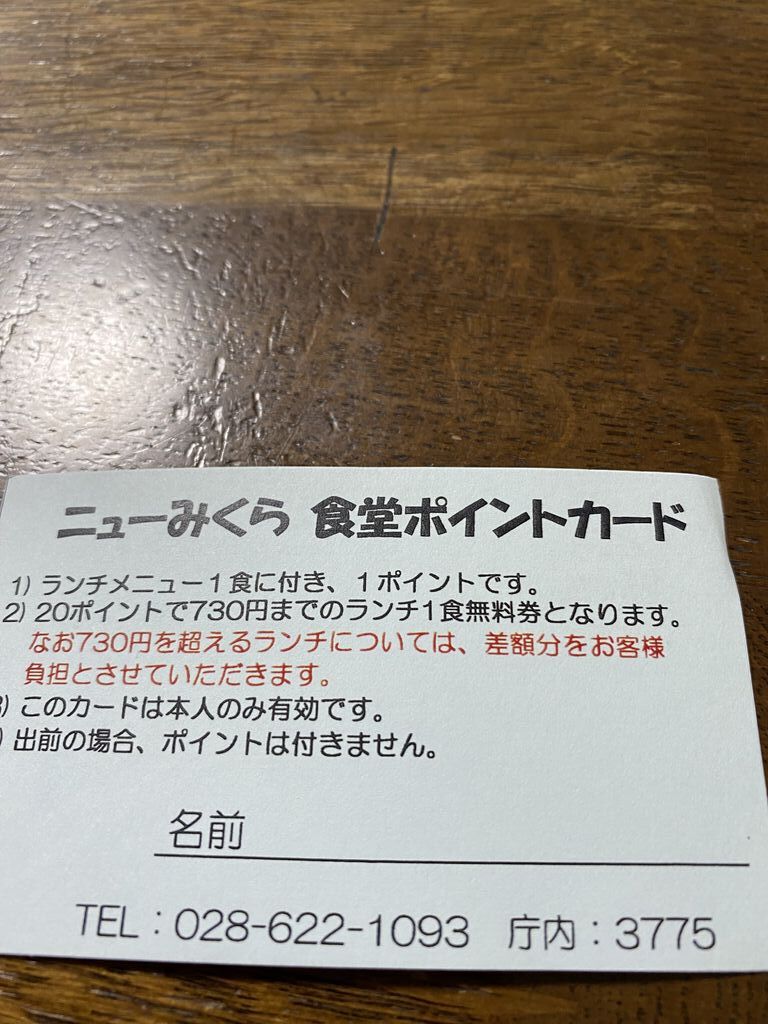 ニューみくら 食堂ポイントカード
1) ランチメニュー1食に付き、1ポイントです。
2) 20ポイントで730円までのランチ1食無料券となります。
なお730円を超えるランチについては、差額分をお客様
負担とさせていただきます。
3) このカードは本人のみ有効です。
) 出前の場合、ポイントは付きません。
名前
TEL：028-622-1093 庁内：3775